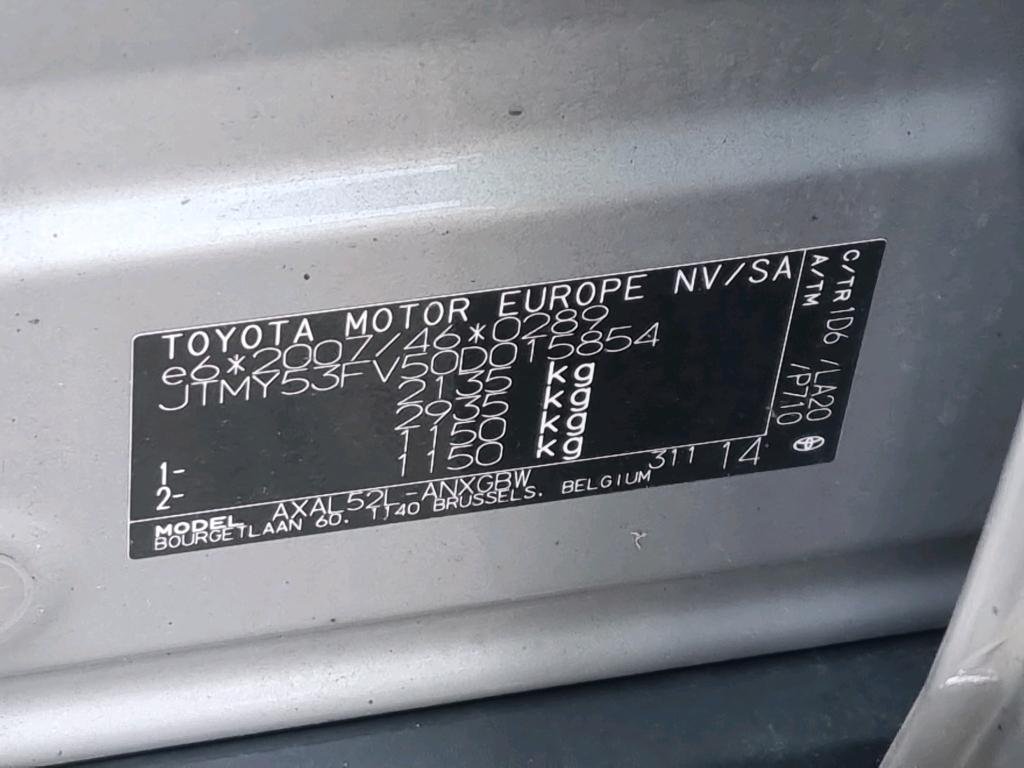 TOYOTA MOTOR EUROPE NV/SA
e6*2007/46*0289
JTMY53FV50D015854
2135 kg
2935 kg
1- 1150 kg
2- 1150 kg
MODEL AXAL52L-ANXGBW 311 14
BOURGETLAAN 60. 1140 BRUSSELS. BELGIUM
C/TR 1D6 /LA20
A/TM /P710